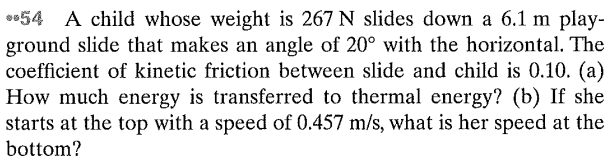 ••54 A child whose weight is 267 N slides down a 6.1 m play-
ground slide that makes an angle of 20° with the horizontal. The
coefficient of kinetic friction between slide and child is 0.10. (a)
How much energy is transferred to thermal energy? (b) If she
starts at the top with a speed of 0.457 m/s, what is her speed at the
bottom?